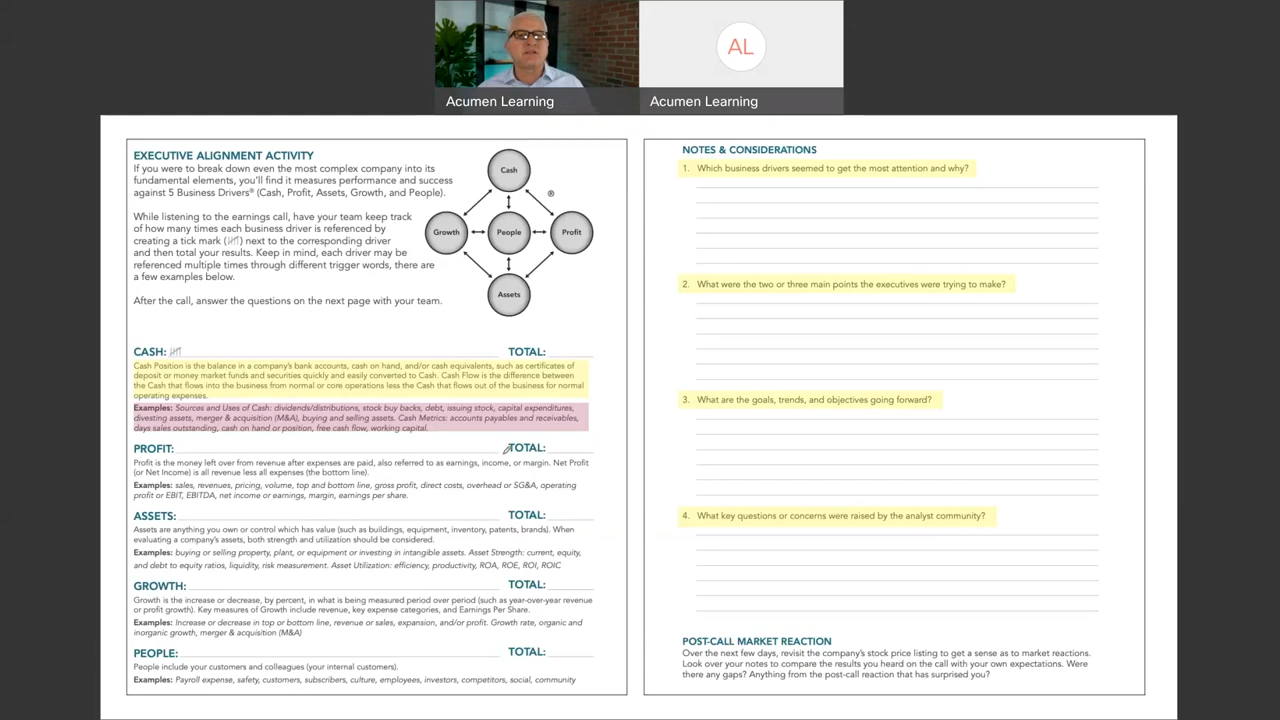 Acumen Learning
AL
Acumen Learning
EXECUTIVE ALIGNMENT ACTIVITY
If you were to break down even the most complex company into its
fundamental elements, you'll find it measures performance and success
against 5 Business Drivers® (Cash, Profit, Assets, Growth, and People).
While listening to the earnings call, have your team keep track
of how many times each business driver is referenced by
creating a tick mark ( ) next to the corresponding driver
and then total your results. Keep in mind, each driver may be
referenced multiple times through different trigger words, there are
a few examples below.
After the call, answer the questions on the next page with your team.
Cash
®
Growth
People
Profit
Assets
CASH:
TOTAL:
Cash Position is the balance in a company's bank accounts, cash on hand, and/or cash equivalents, such as certificates of
deposit or money market funds and securities quickly and easily converted to Cash. Cash Flow is the difference between
the Cash that flows into the business from normal or core operations less the Cash that flows out of the business for normal
operating expenses.
Examples: Sources and Uses of Cash: dividends/distributions, stock buy backs, debt, issuing stock, capital expenditures,
divesting assets, merger & acquisition (M&A), buying and selling assets. Cash Metrics: accounts payables and receivables,
days sales outstanding, cash on hand or position, free cash flow, working capital.
PROFIT:
TOTAL:
Profit is the money left over from revenue after expenses are paid, also referred to as earnings, income, or margin. Net Profit
(or Net Income) is all revenue less all expenses (the bottom line).
Examples: sales, revenues, pricing, volume, top and bottom line, gross profit, direct costs, overhead or SG&A, operating
profit or EBIT, EBITDA, net income or earnings, margin, earnings per share.
ASSETS:
TOTAL:
Assets are anything you own or control which has value (such as buildings, equipment, inventory, patents, brands). When
evaluating a company's assets, both strength and utilization should be considered.
Examples: buying or selling property, plant, or equipment or investing in intangible assets. Asset Strength: current, equity,
and debt to equity ratios, liquidity, risk measurement. Asset Utilization: efficiency, productivity, ROA, ROE, ROI, ROIC
GROWTH:
TOTAL:
Growth is the increase or decrease, by percent, in what is being measured period over period (such as year-over-year revenue
or profit growth). Key measures of Growth include revenue, key expense categories, and Earnings Per Share.
Examples: Increase or decrease in top or bottom line, revenue or sales, expansion, and/or profit. Growth rate, organic and
inorganic growth, merger & acquisition (M&A)
PEOPLE:
TOTAL:
People include your customers and colleagues (your internal customers).
Examples: Payroll expense, safety, customers, subscribers, culture, employees, investors, competitors, social, community
NOTES & CONSIDERATIONS
1. Which business drivers seemed to get the most attention and why?
2. What were the two or three main points the executives were trying to make?
3. What are the goals, trends, and objectives going forward?
4. What key questions or concerns were raised by the analyst community?
POST-CALL MARKET REACTION
Over the next few days, revisit the company's stock price listing to get a sense as to market reactions.
Look over your notes to compare the results you heard on the call with your own expectations. Were
there any gaps? Anything from the post-call reaction that has surprised you?